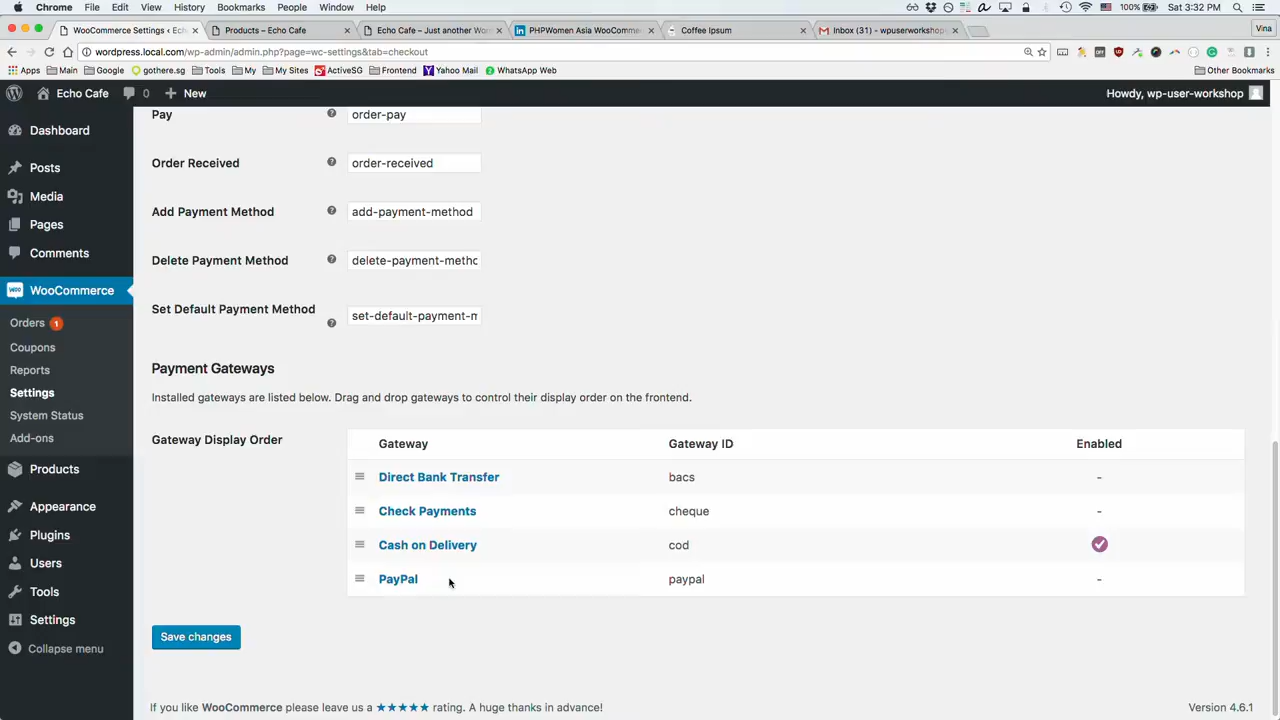 Chrome File Edit View History Bookmarks People Window Help 100% Sat 3:32 PM
WooCommerce Settings ‹ Ech Products – Echo Cafe Echo Cafe – Just another Wo PHPWomen Asia WooComme Coffee Ipsum Inbox (31) - wpuserworkshop Vina
wordpress.local.com/wp-admin/admin.php?page=wc-settings&tab=checkout
Apps Main Google gothere.sg Tools My My Sites ActiveSG Frontend Yahoo Mail WhatsApp Web Other Bookmarks
Echo Cafe 0 New Howdy, wp-user-workshop
Dashboard
Posts
Media
Pages
Comments
WooCommerce
Orders 1
Coupons
Reports
Settings
System Status
Add-ons
Products
Appearance
Plugins
Users
Tools
Settings
Collapse menu
Pay order-pay
Order Received order-received
Add Payment Method add-payment-method
Delete Payment Method delete-payment-methc
Set Default Payment Method set-default-payment-m
Payment Gateways
Installed gateways are listed below. Drag and drop gateways to control their display order on the frontend.
Gateway Display Order Gateway Gateway ID Enabled
Direct Bank Transfer bacs -
Check Payments cheque -
Cash on Delivery cod
PayPal paypal -
Save changes
If you like WooCommerce please leave us a ★★★★★ rating. A huge thanks in advance! Version 4.6.1